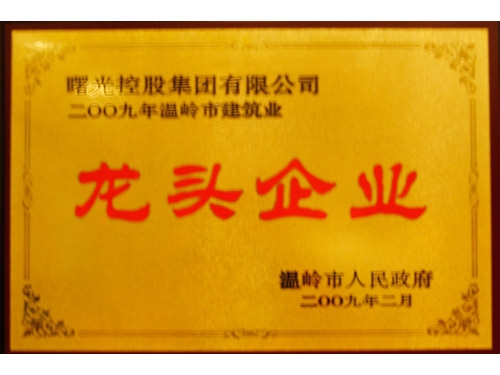 曙光控股集团有限公司
二OO九年温岭市建筑业
龙头企业
温岭市人民政府
二OO九年二月